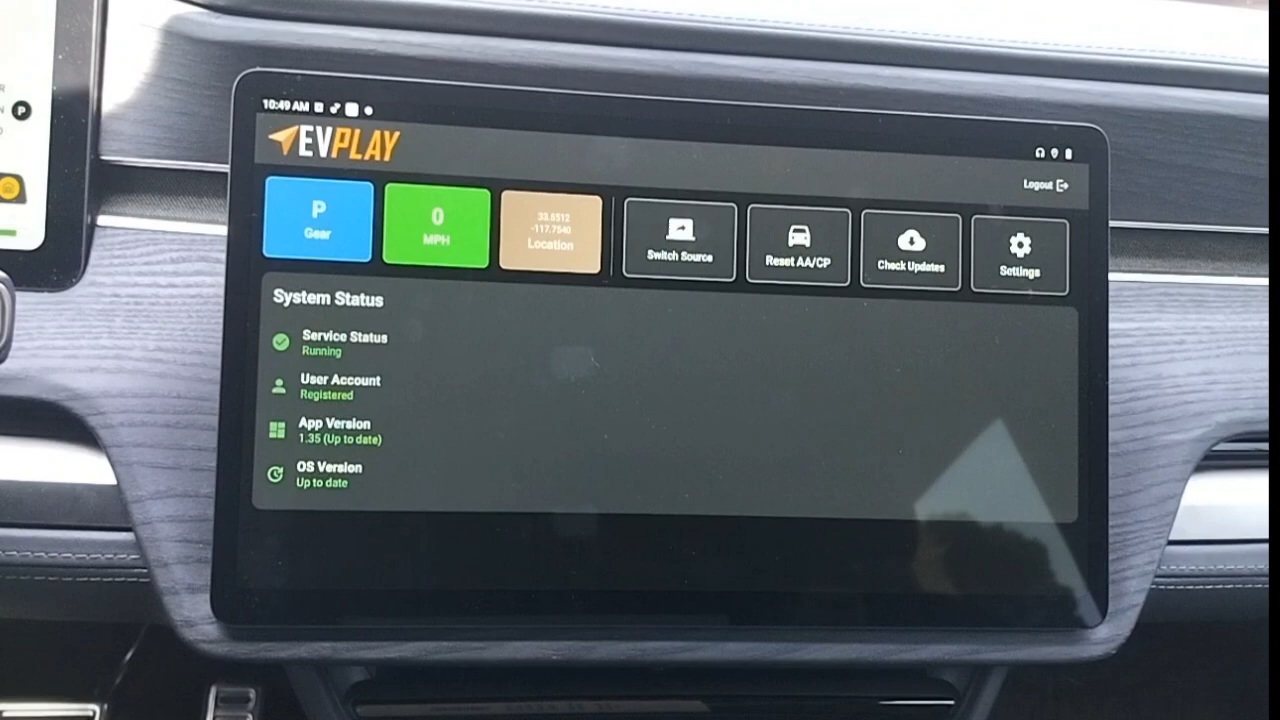 10:49 AM
EVPLAY
Logout
P
Gear
0
MPH
33.5512
-117.7540
Location
Switch Source
Reset AA/CP
Check Updates
Settings
System Status
Service Status
Running
User Account
Registered
App Version
1.35 (Up to date)
OS Version
Up to date
P